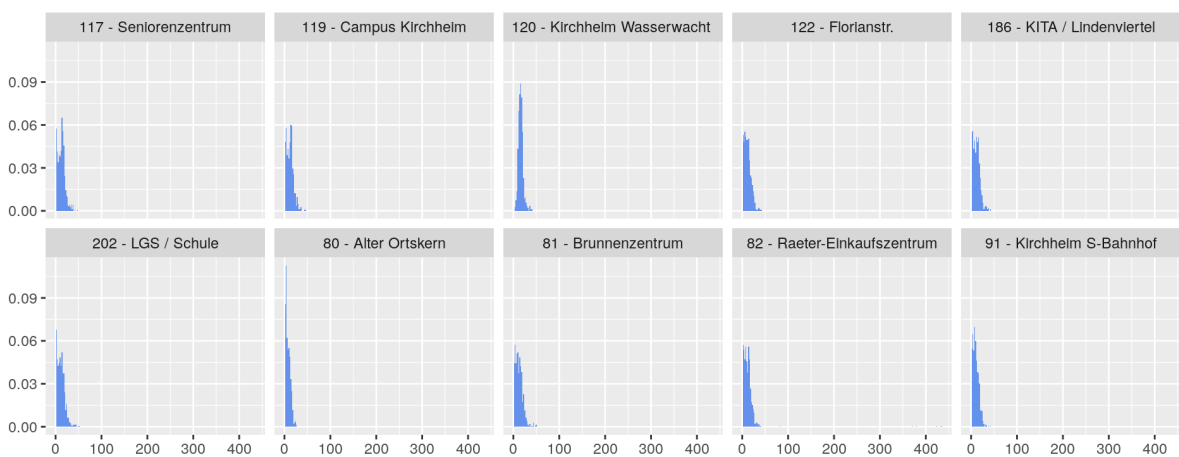 117 - Seniorenzentrum
119 - Campus Kirchheim
120 - Kirchheim Wasserwacht
122 - Florianstr.
186 - KITA / Lindenviertel
0.09
0.06
0.03
0.00
202 - LGS / Schule
80 - Alter Ortskern
81 - Brunnenzentrum
82 - Raeter-Einkaufszentrum
91 - Kirchheim S-Bahnhof
0.09
0.06
0.03
0.00
0 100 200 300 400 0 100 200 300 400 0 100 200 300 400 0 100 200 300 400 0 100 200 300 400